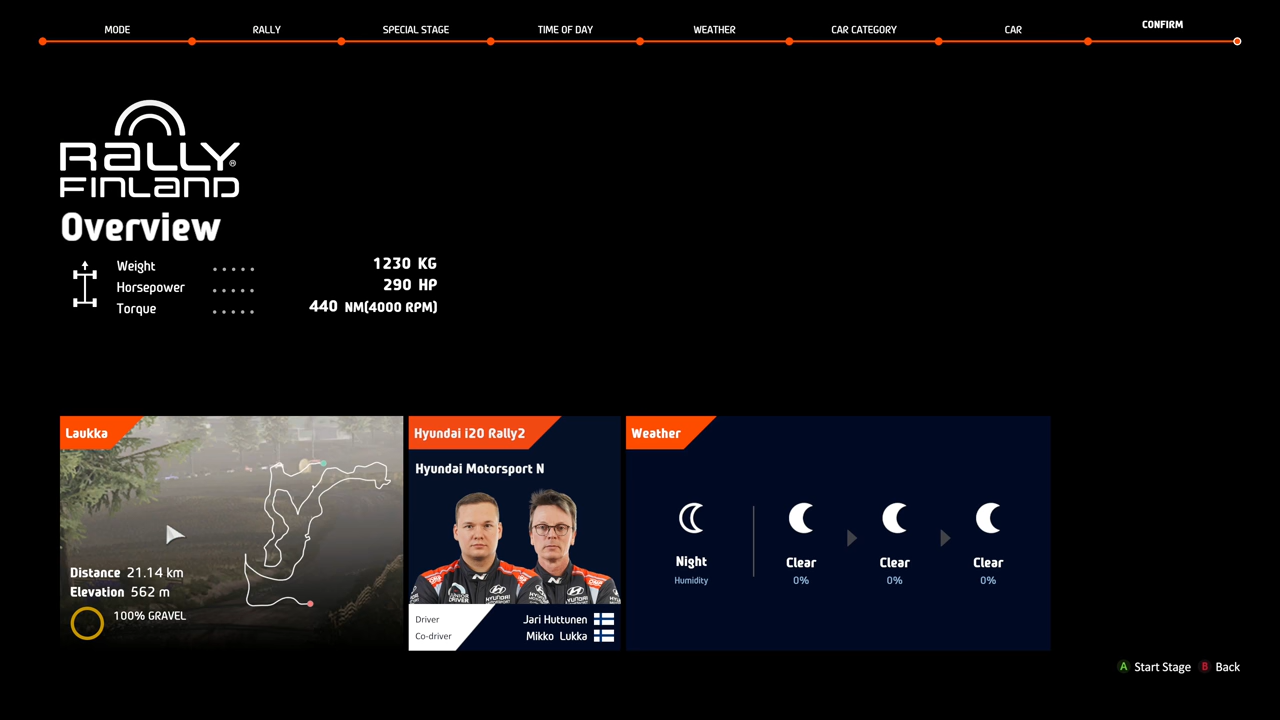 MODE
RALLY
SPECIAL STAGE
TIME OF DAY
WEATHER
CAR CATEGORY
CAR
CONFIRM
RALLY®
FINLAND
Overview
Weight ..... 1230 KG
Horsepower ..... 290 HP
Torque ..... 440 NM(4000 RPM)
Laukka
Distance 21.14 km
Elevation 562 m
100% GRAVEL
Hyundai i20 Rally2
Hyundai Motorsport N
Driver Jari Huttunen
Co-driver Mikko Lukka
Weather
Night
Humidity
Clear
0%
Clear
0%
Clear
0%
A Start Stage
B Back